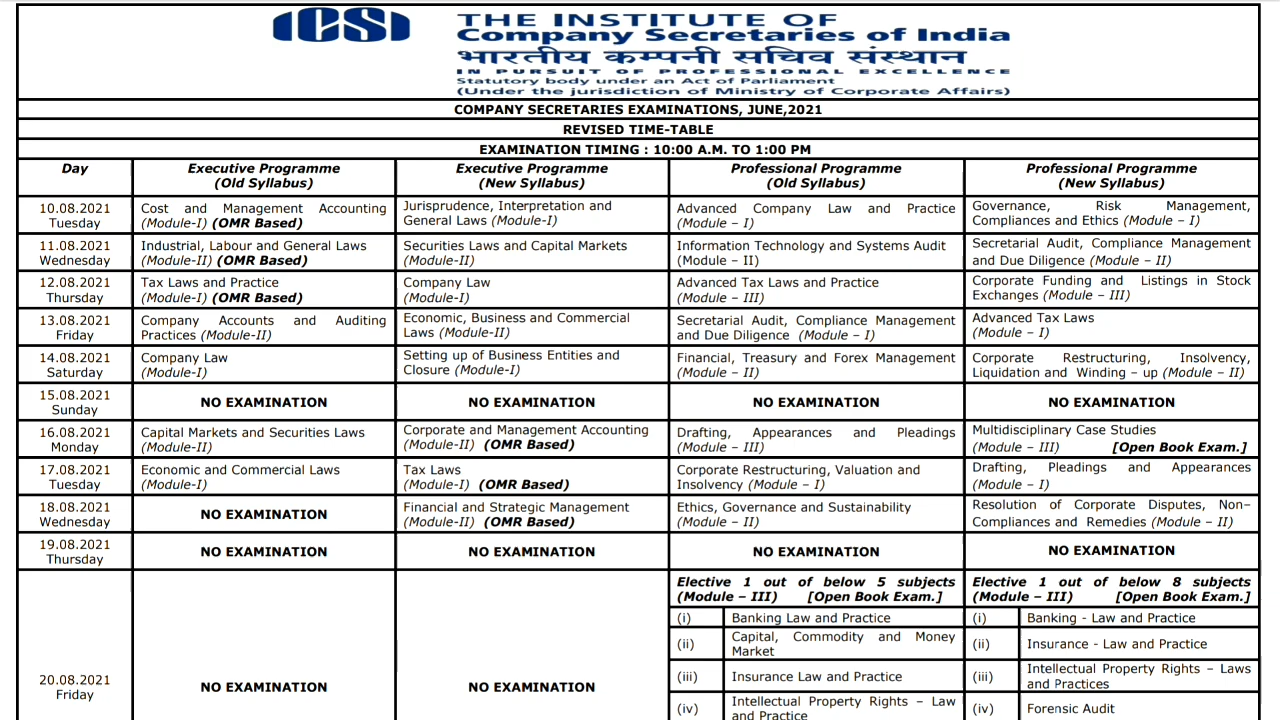 ICSI
THE INSTITUTE OF
Company Secretaries of India
भारतीय कम्पनी सचिव संस्थान
IN PURSUIT OF PROFESSIONAL EXCELLENCE
Statutory body under an Act of Parliament
(Under the jurisdiction of Ministry of Corporate Affairs)
COMPANY SECRETARIES EXAMINATIONS, JUNE,2021
REVISED TIME-TABLE
EXAMINATION TIMING : 10:00 A.M. TO 1:00 PM
Day
Executive Programme
(Old Syllabus)
Executive Programme
(New Syllabus)
Professional Programme
(Old Syllabus)
Professional Programme
(New Syllabus)
10.08.2021
Tuesday
Cost and Management Accounting
(Module-I) (OMR Based)
Jurisprudence, Interpretation and
General Laws (Module-I)
Advanced Company Law and Practice
(Module – I)
Governance, Risk Management,
Compliances and Ethics (Module – I)
11.08.2021
Wednesday
Industrial, Labour and General Laws
(Module-II) (OMR Based)
Securities Laws and Capital Markets
(Module-II)
Information Technology and Systems Audit
(Module – II)
Secretarial Audit, Compliance Management
and Due Diligence (Module – II)
12.08.2021
Thursday
Tax Laws and Practice
(Module-I) (OMR Based)
Company Law
(Module-I)
Advanced Tax Laws and Practice
(Module – III)
Corporate Funding and Listings in Stock
Exchanges (Module – III)
13.08.2021
Friday
Company Accounts and Auditing
Practices (Module-II)
Economic, Business and Commercial
Laws (Module-II)
Secretarial Audit, Compliance Management
and Due Diligence (Module – I)
Advanced Tax Laws
(Module – I)
14.08.2021
Saturday
Company Law
(Module-I)
Setting up of Business Entities and
Closure (Module-I)
Financial, Treasury and Forex Management
(Module – II)
Corporate Restructuring, Insolvency,
Liquidation and Winding – up (Module – II)
15.08.2021
Sunday
NO EXAMINATION
NO EXAMINATION
NO EXAMINATION
NO EXAMINATION
16.08.2021
Monday
Capital Markets and Securities Laws
(Module-II)
Corporate and Management Accounting
(Module-II) (OMR Based)
Drafting, Appearances and Pleadings
(Module – III)
Multidisciplinary Case Studies
(Module – III) [Open Book Exam.]
17.08.2021
Tuesday
Economic and Commercial Laws
(Module-I)
Tax Laws
(Module-I) (OMR Based)
Corporate Restructuring, Valuation and
Insolvency (Module – I)
Drafting, Pleadings and Appearances
(Module – I)
18.08.2021
Wednesday
NO EXAMINATION
Financial and Strategic Management
(Module-II) (OMR Based)
Ethics, Governance and Sustainability
(Module – II)
Resolution of Corporate Disputes, Non–
Compliances and Remedies (Module – II)
19.08.2021
Thursday
NO EXAMINATION
NO EXAMINATION
NO EXAMINATION
NO EXAMINATION
20.08.2021
Friday
NO EXAMINATION
NO EXAMINATION
Elective 1 out of below 5 subjects
(Module – III) [Open Book Exam.]
(i) Banking Law and Practice
(ii) Capital, Commodity and Money
Market
(iii) Insurance Law and Practice
(iv) Intellectual Property Rights – Law
and Practice
Elective 1 out of below 8 subjects
(Module – III) [Open Book Exam.]
(i) Banking - Law and Practice
(ii) Insurance - Law and Practice
(iii) Intellectual Property Rights – Laws
and Practices
(iv) Forensic Audit